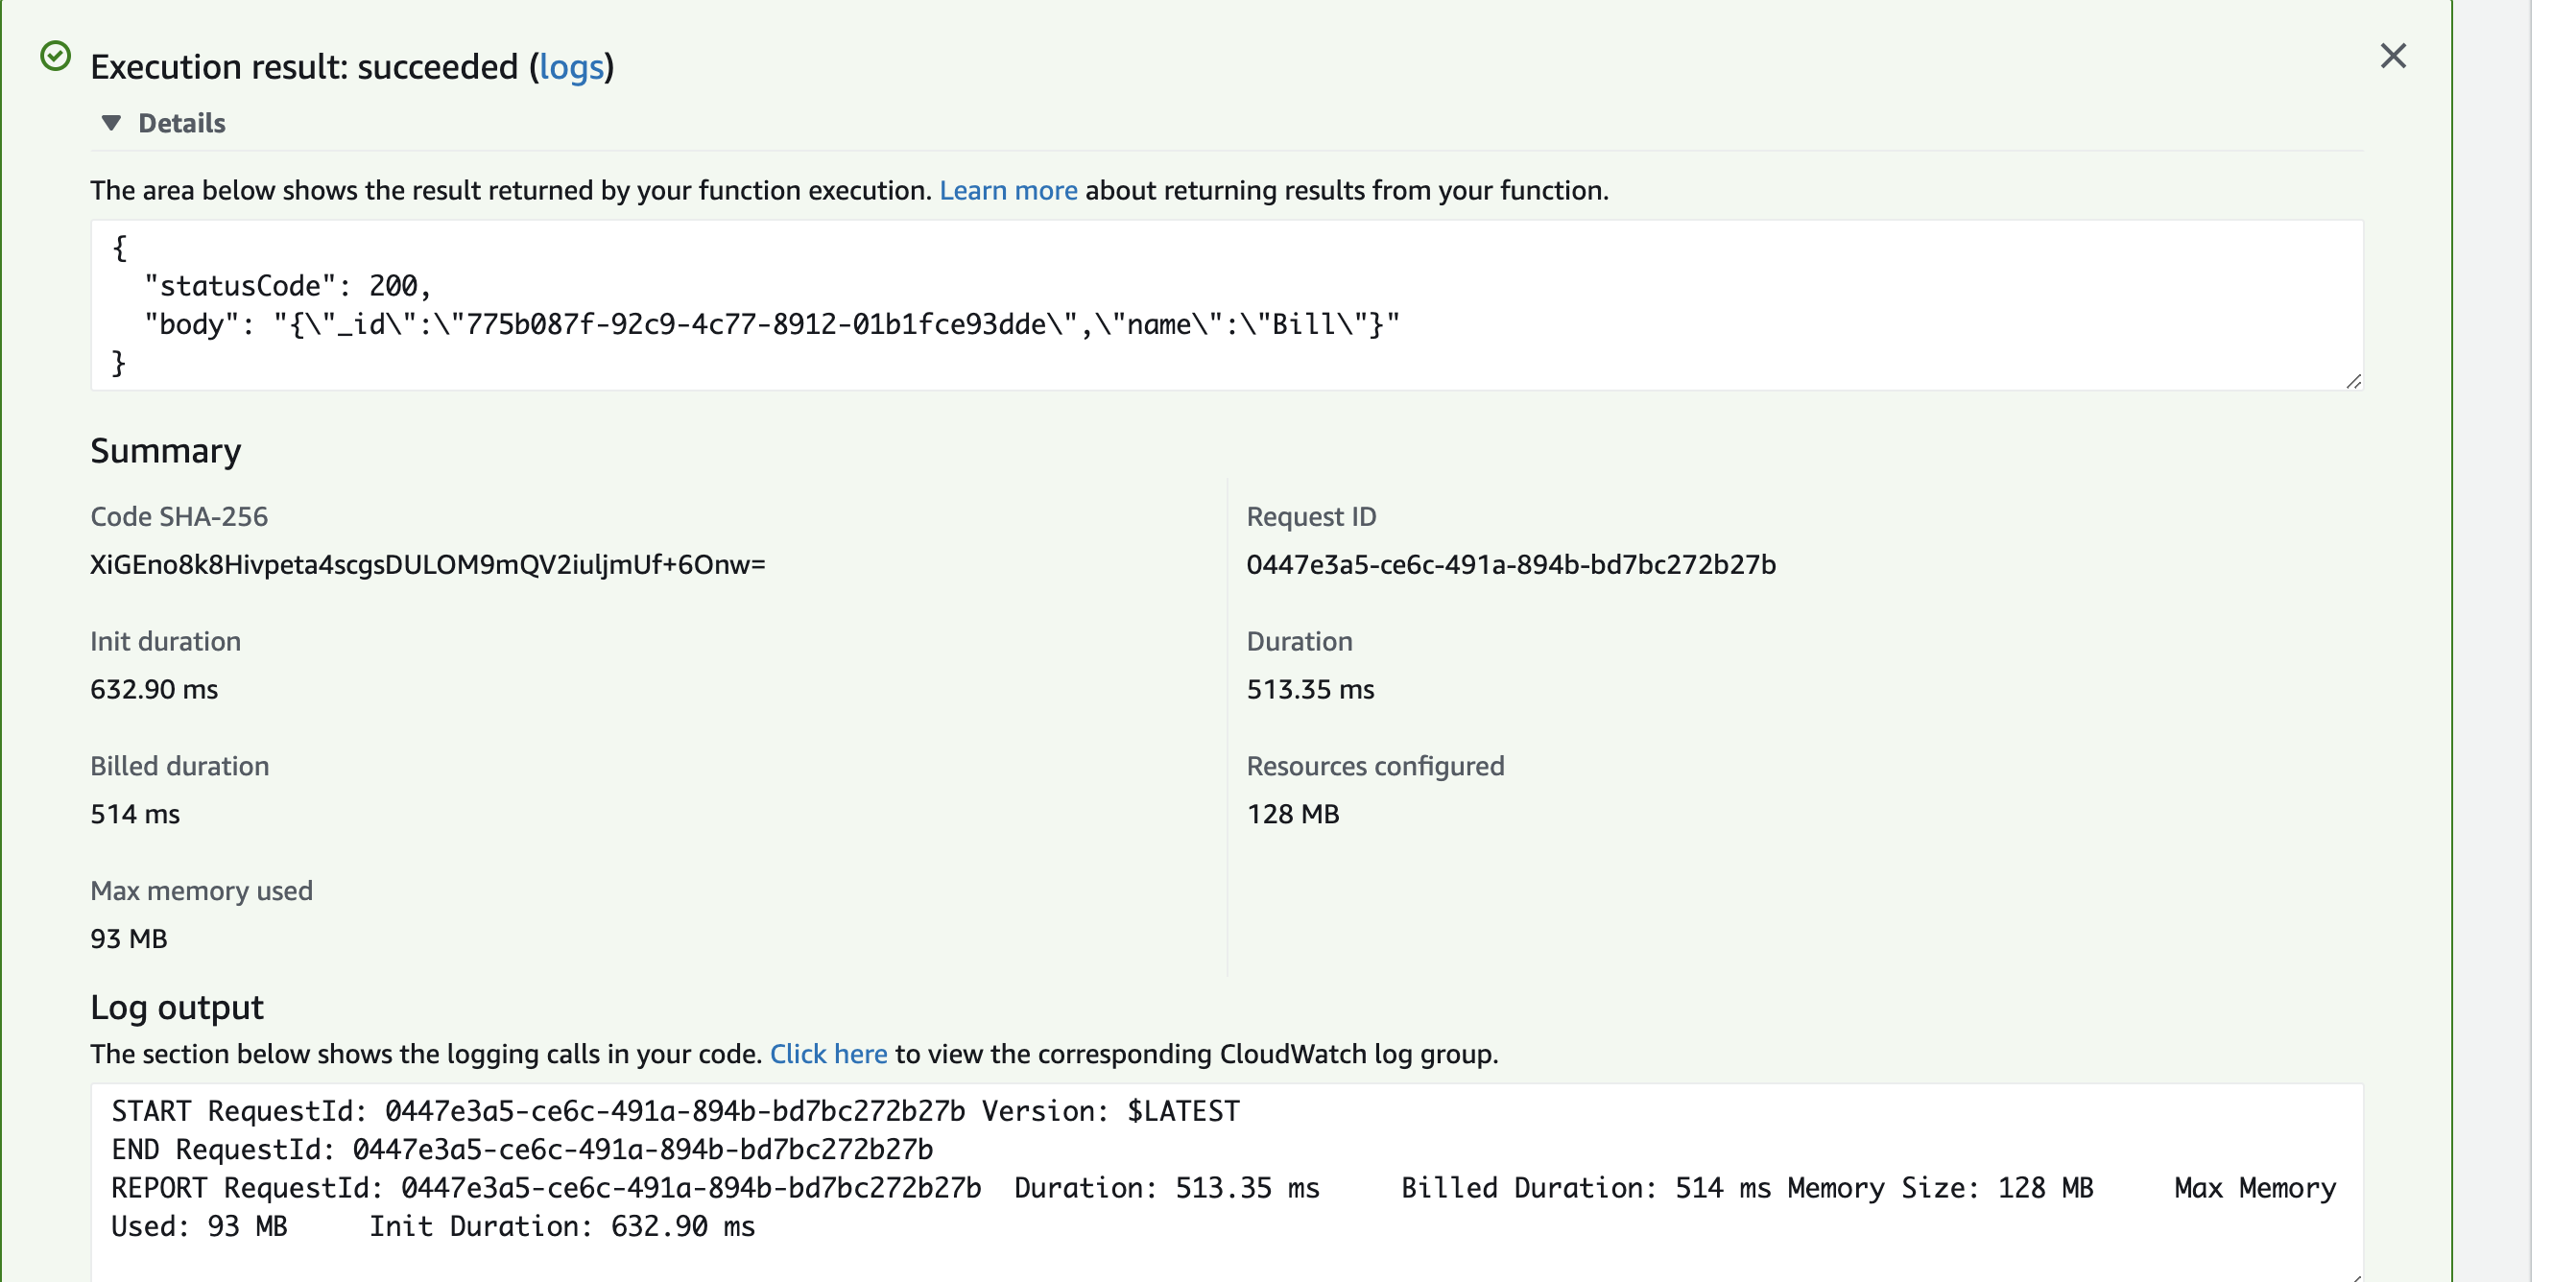 Execution result: succeeded (logs)
Details
The area below shows the result returned by your function execution. Learn more about returning results from your function.
{
  "statusCode": 200,
  "body": "{\"_id\":\"775b087f-92c9-4c77-8912-01b1fce93dde\",\"name\":\"Bill\"}"
}
Summary
Code SHA-256
XiGEno8k8Hivpeta4scgsDULOM9mQV2iuljmUf+6Onw=
Request ID
0447e3a5-ce6c-491a-894b-bd7bc272b27b
Init duration
632.90 ms
Duration
513.35 ms
Billed duration
514 ms
Resources configured
128 MB
Max memory used
93 MB
Log output
The section below shows the logging calls in your code. Click here to view the corresponding CloudWatch log group.
START RequestId: 0447e3a5-ce6c-491a-894b-bd7bc272b27b Version: $LATEST
END RequestId: 0447e3a5-ce6c-491a-894b-bd7bc272b27b
REPORT RequestId: 0447e3a5-ce6c-491a-894b-bd7bc272b27b  Duration: 513.35 ms     Billed Duration: 514 ms Memory Size: 128 MB     Max Memory
Used: 93 MB     Init Duration: 632.90 ms